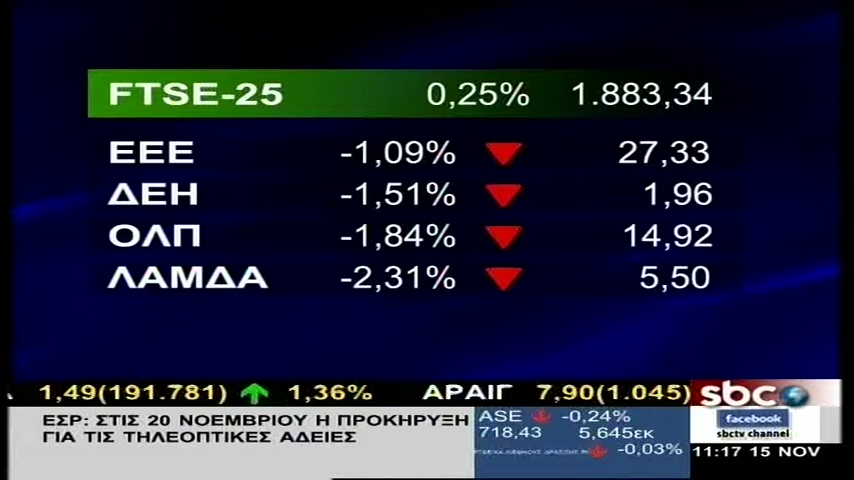 FTSE-25 0,25% 1.883,34
ΕΕΕ -1,09% 27,33
ΔΕΗ -1,51% 1,96
ΟΛΠ -1,84% 14,92
ΛΑΜΔΑ -2,31% 5,50
1,49(191.781) 1,36% ΑΡΑΙΓ 7,90(1.045)
sbc
ΕΣΡ: ΣΤΙΣ 20 ΝΟΕΜΒΡΙΟΥ Η ΠΡΟΚΗΡΥΞΗ
ΓΙΑ ΤΙΣ ΤΗΛΕΟΠΤΙΚΕΣ ΑΔΕΙΕΣ
ASE -0,24%
718,43 5,645εκ
-0,03%
facebook
sbctv channel
11:17 15 NOV